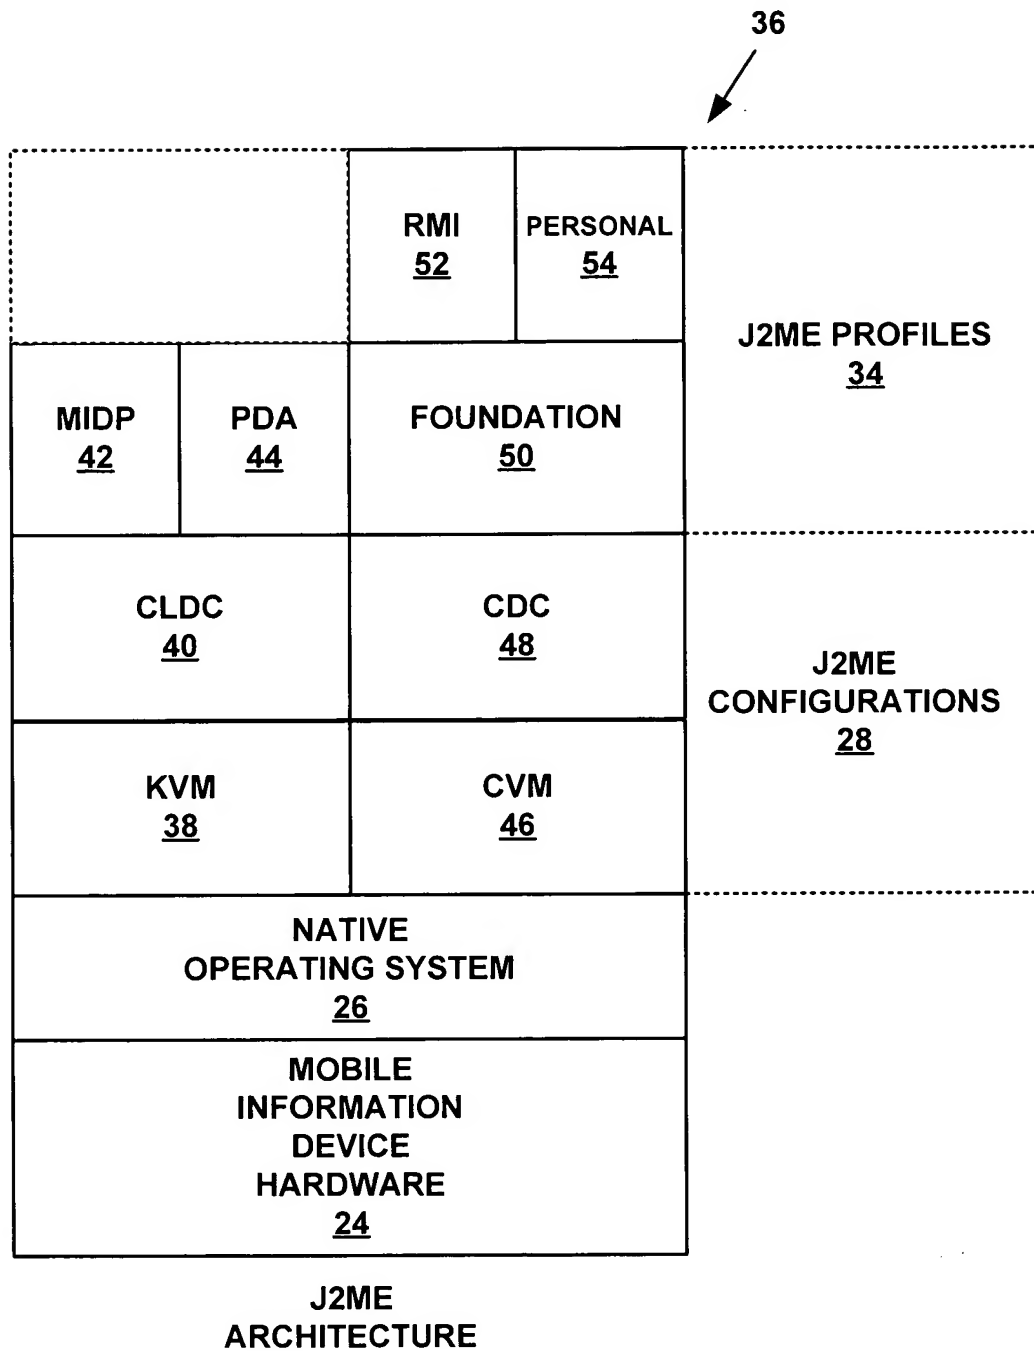 36
RMI
52
PERSONAL
54
J2ME PROFILES
34
MIDP
42
PDA
44
FOUNDATION
50
CLDC
40
CDC
48
J2ME
CONFIGURATIONS
28
KVM
38
CVM
46
NATIVE
OPERATING SYSTEM
26
MOBILE
INFORMATION
DEVICE
HARDWARE
24
J2ME
ARCHITECTURE